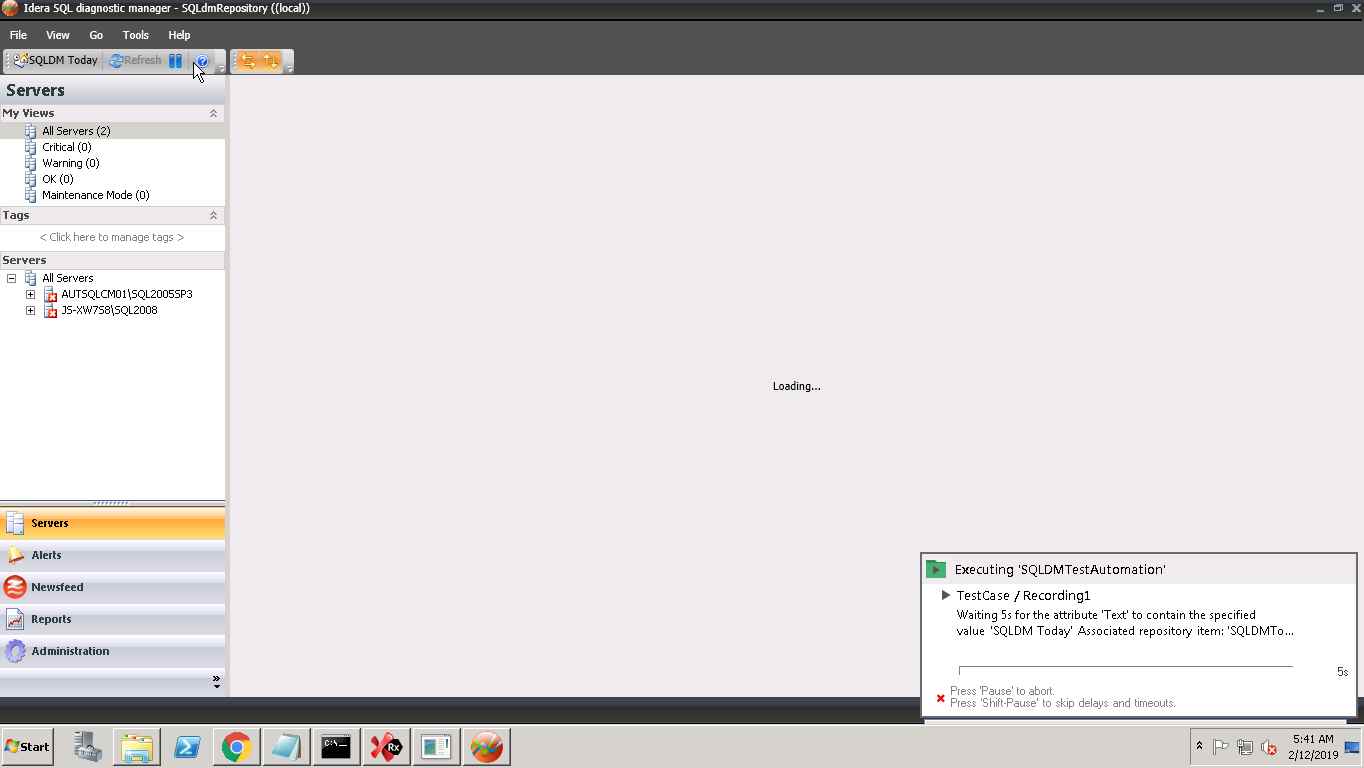 Idera SQL diagnostic manager - SQLdmRepository ((local))
File View Go Tools Help
SQLDM Today Refresh
Servers
My Views
All Servers (2)
Critical (0)
Warning (0)
OK (0)
Maintenance Mode (0)
Tags
< Click here to manage tags >
Servers
All Servers
AUTSQLCM01\SQL2005SP3
JS-XW7S8\SQL2008
Loading...
Servers
Alerts
Newsfeed
Reports
Administration
Executing 'SQLDMTestAutomation'
TestCase / Recording1
Waiting 5s for the attribute 'Text' to contain the specified
value 'SQLDM Today' Associated repository item: 'SQLDMTo...
5s
Press 'Pause' to abort.
Press 'Shift-Pause' to skip delays and timeouts.
Start
C:\_
Rx
5:41 AM
2/12/2019